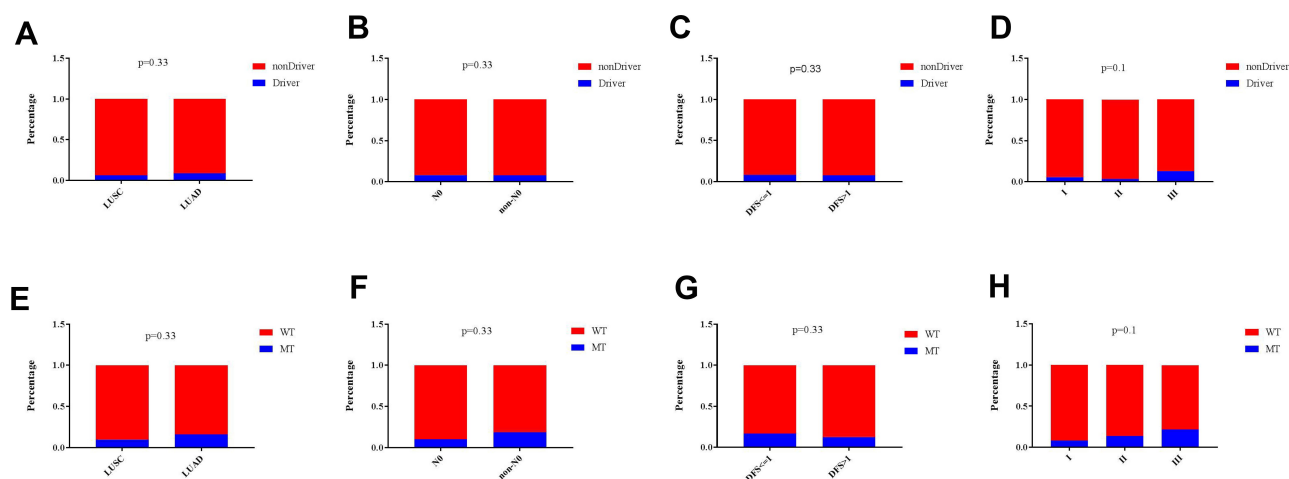 A
p=0.33
nonDriver
Driver
Percentage
1.5
1.0
0.5
0.0
LUSC
LUAD
B
p=0.33
nonDriver
Driver
Percentage
1.5
1.0
0.5
0.0
N0
non-N0
C
p=0.33
nonDriver
Driver
Percentage
1.5
1.0
0.5
0.0
DFS<=1
DFS>1
D
p=0.1
nonDriver
Driver
Percentage
1.5
1.0
0.5
0.0
I
II
III
E
p=0.33
WT
MT
Percentage
1.5
1.0
0.5
0.0
LUSC
LUAD
F
p=0.33
WT
MT
Percentage
1.5
1.0
0.5
0.0
N0
non-N0
G
p=0.33
WT
MT
Percentage
1.5
1.0
0.5
0.0
DFS<=1
DFS>1
H
p=0.1
WT
MT
Percentage
1.5
1.0
0.5
0.0
I
II
III